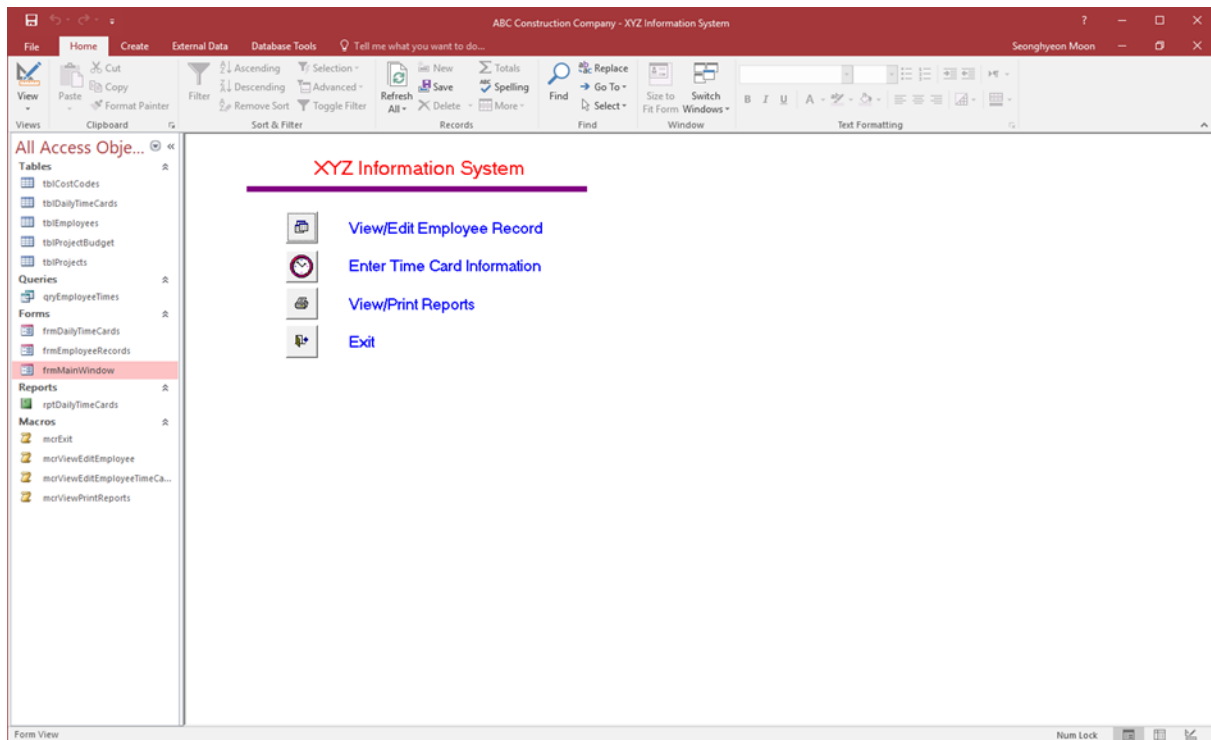 ABC Construction Company - XYZ Information System
?
File Home Create External Data Database Tools Tell me what you want to do... Seonghyeon Moon
View
Views
Paste
Cut
Copy
Format Painter
Clipboard
Filter
Ascending
Descending
Remove Sort
Selection
Advanced
Toggle Filter
Sort & Filter
Refresh
All
New
Save
Delete
Totals
Spelling
More
Records
Find
Replace
Go To
Select
Find
Size to
Fit Form
Switch
Windows
Window
B I U A
Text Formatting
All Access Obje...
Tables
tblCostCodes
tblDailyTimeCards
tblEmployees
tblProjectBudget
tblProjects
Queries
qryEmployeeTimes
Forms
frmDailyTimeCards
frmEmployeeRecords
frmMainWindow
Reports
rptDailyTimeCards
Macros
mcrExit
mcrViewEditEmployee
mcrViewEditEmployeeTimeCa...
mcrViewPrintReports
XYZ Information System
View/Edit Employee Record
Enter Time Card Information
View/Print Reports
Exit
Form View
Num Lock